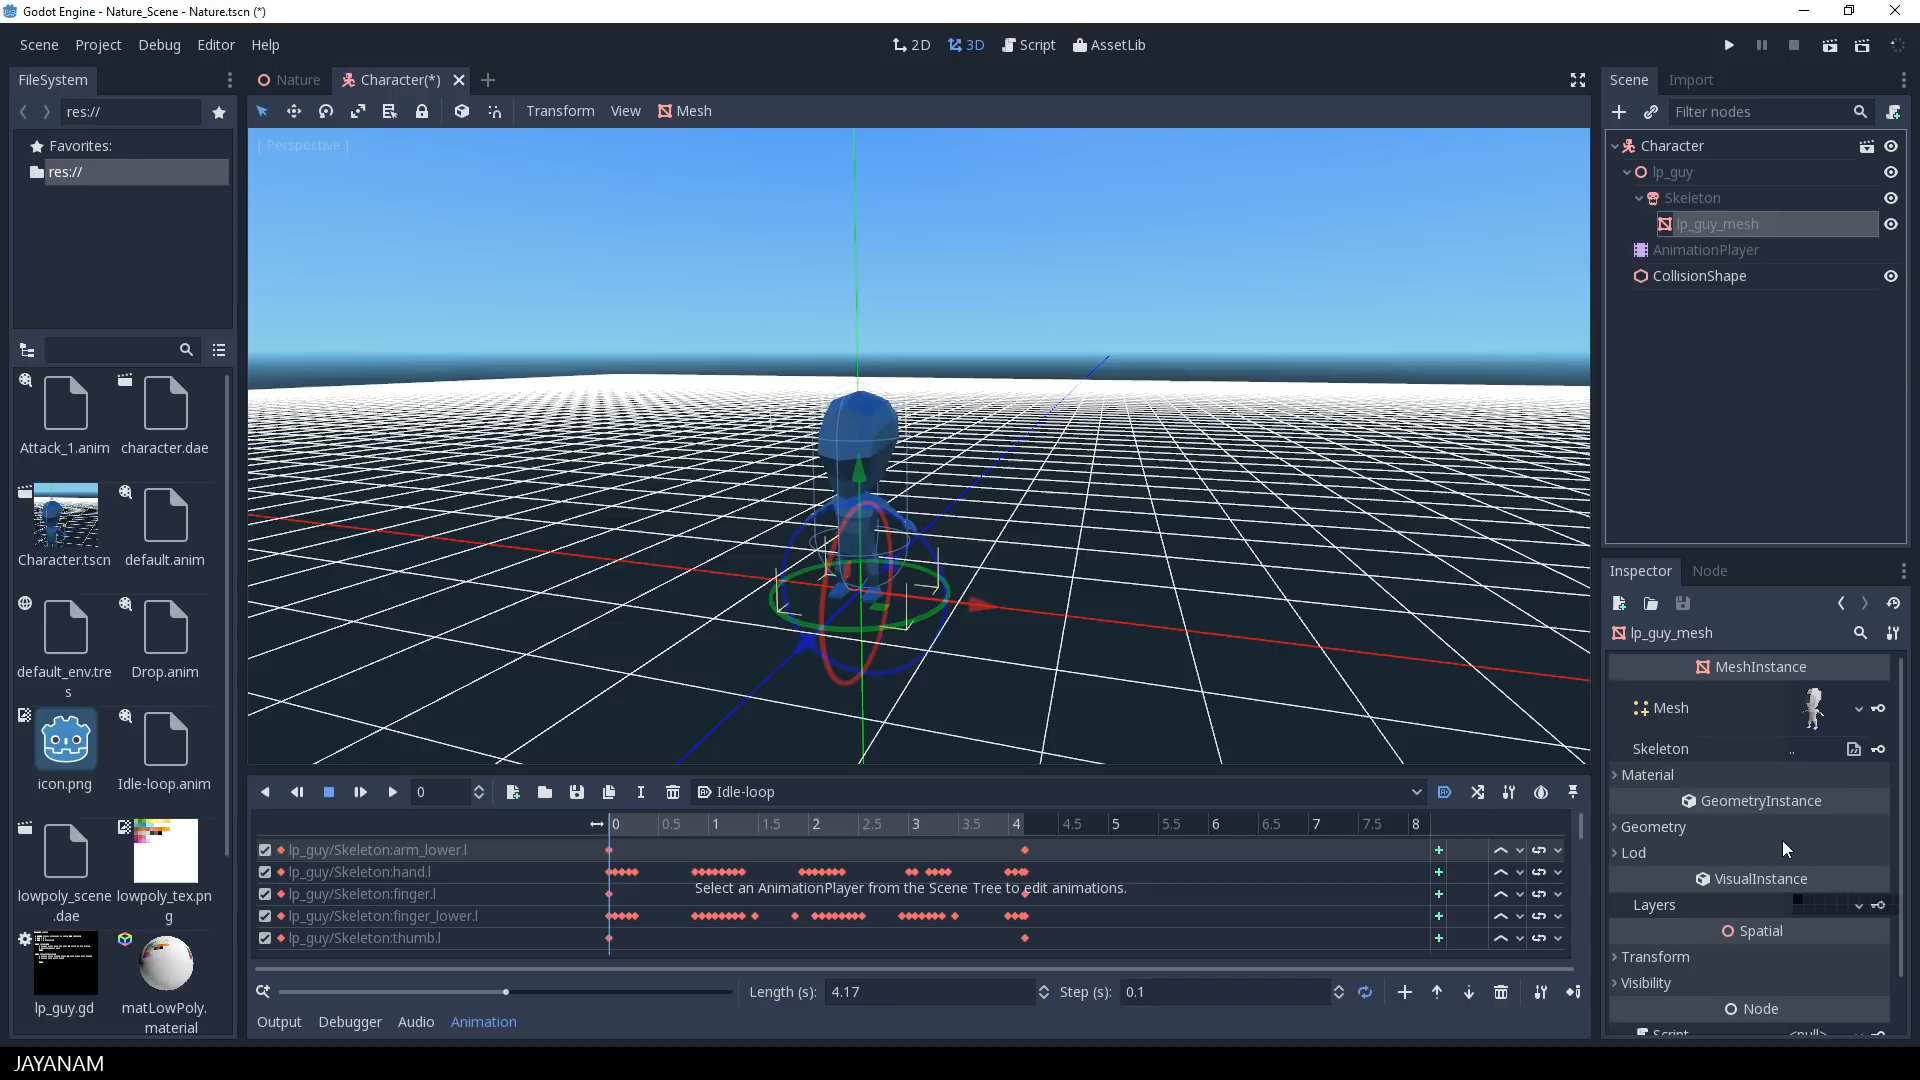 Godot Engine - Nature_Scene - Nature.tscn (*)
Scene Project Debug Editor Help
2D 3D Script AssetLib
FileSystem
Nature Character(*)
Scene Import
res://
Transform View Mesh
Filter nodes
[ Perspective ]
Favorites:
res://
Character
lp_guy
Skeleton
lp_guy_mesh
AnimationPlayer
CollisionShape
Attack_1.anim character.dae
Character.tscn default.anim
default_env.tre
s
Drop.anim
icon.png Idle-loop.anim
lowpoly_scene
.dae
lowpoly_tex.pn
g
lp_guy.gd
matLowPoly.
material
Inspector Node
lp_guy_mesh
MeshInstance
Mesh
Skeleton ..
Material
GeometryInstance
Geometry
Lod
VisualInstance
Layers
Spatial
Transform
Visibility
Node
Script <null>
0
Idle-loop
0 0.5 1 1.5 2 2.5 3 3.5 4 4.5 5 5.5 6 6.5 7 7.5 8
lp_guy/Skeleton:arm_lower.l
lp_guy/Skeleton:hand.l
Select an AnimationPlayer from the Scene Tree to edit animations.
lp_guy/Skeleton:finger.l
lp_guy/Skeleton:finger_lower.l
lp_guy/Skeleton:thumb.l
Length (s): 4.17 Step (s): 0.1
Output Debugger Audio Animation
JAYANAM